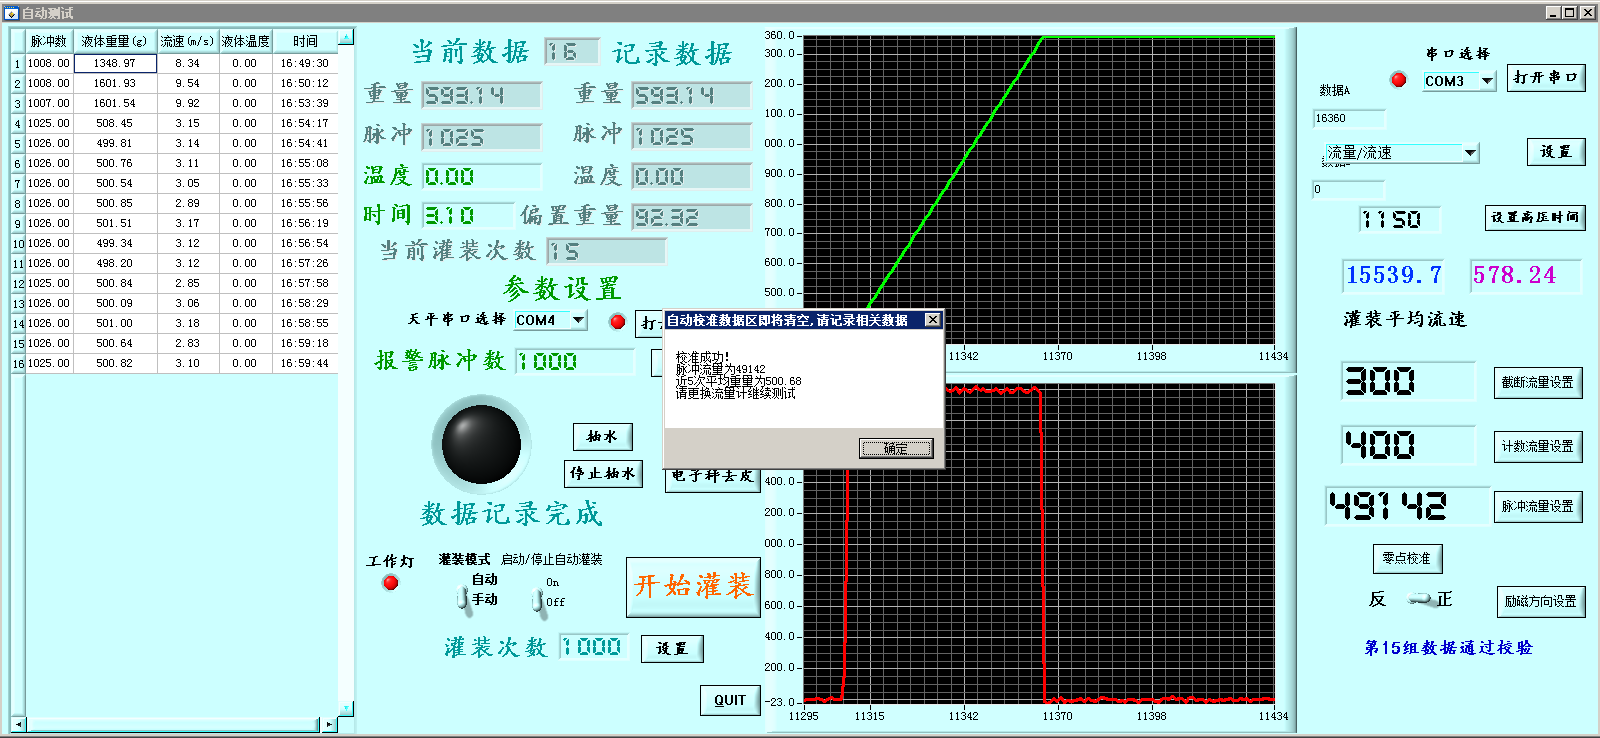 自动测试
脉冲数 液体重量(g) 流速(m/s) 液体温度 时间
1 1008.00 1348.97 8.34 0.00 16:49:30
2 1008.00 1601.93 9.54 0.00 16:50:12
3 1007.00 1601.54 9.92 0.00 16:53:39
4 1025.00 508.45 3.15 0.00 16:54:17
5 1026.00 499.81 3.14 0.00 16:54:41
6 1026.00 500.76 3.11 0.00 16:55:08
7 1026.00 500.54 3.05 0.00 16:55:33
8 1026.00 500.85 2.89 0.00 16:55:56
9 1026.00 501.51 3.17 0.00 16:56:19
10 1026.00 499.34 3.12 0.00 16:56:54
11 1026.00 498.20 3.12 0.00 16:57:26
12 1025.00 500.84 2.85 0.00 16:57:58
13 1026.00 500.09 3.06 0.00 16:58:29
14 1026.00 501.00 3.18 0.00 16:58:55
15 1026.00 500.64 2.83 0.00 16:59:18
16 1025.00 500.82 3.10 0.00 16:59:44
当前数据 16 记录数据
重量 593.14 重量 593.14
脉冲 1025 脉冲 1025
温度 0.00 温度 0.00
时间 3.10 偏置重量 92.32
当前灌装次数 15
参数设置
天平串口选择 COM4 打
报警脉冲数 1000
抽水
停止抽水
电子秤去皮
数据记录完成
工作灯
灌装模式 启动/停止自动灌装
自动 On
手动 Off
开始灌装
灌装次数 1000 设置
QUIT
360.0
300.0
200.0
100.0
000.0
900.0
800.0
700.0
600.0
500.0
11342 11370 11398 11434
自动校准数据区即将清空,请记录相关数据
校准成功!
脉冲流量为49142
近5次平均重量为500.68
请更换流量计继续测试
确定
400.0
200.0
000.0
800.0
600.0
400.0
200.0
-23.0
11295 11315 11342 11370 11398 11434
串口选择
COM3 打开串口
数据A
16360
流量/流速 设置
0
1150 设置高压时间
15539.7 578.24
灌装平均流速
300 截断流量设置
400 计数流量设置
49142 脉冲流量设置
零点校准
反 正 励磁方向设置
第15组数据通过校验